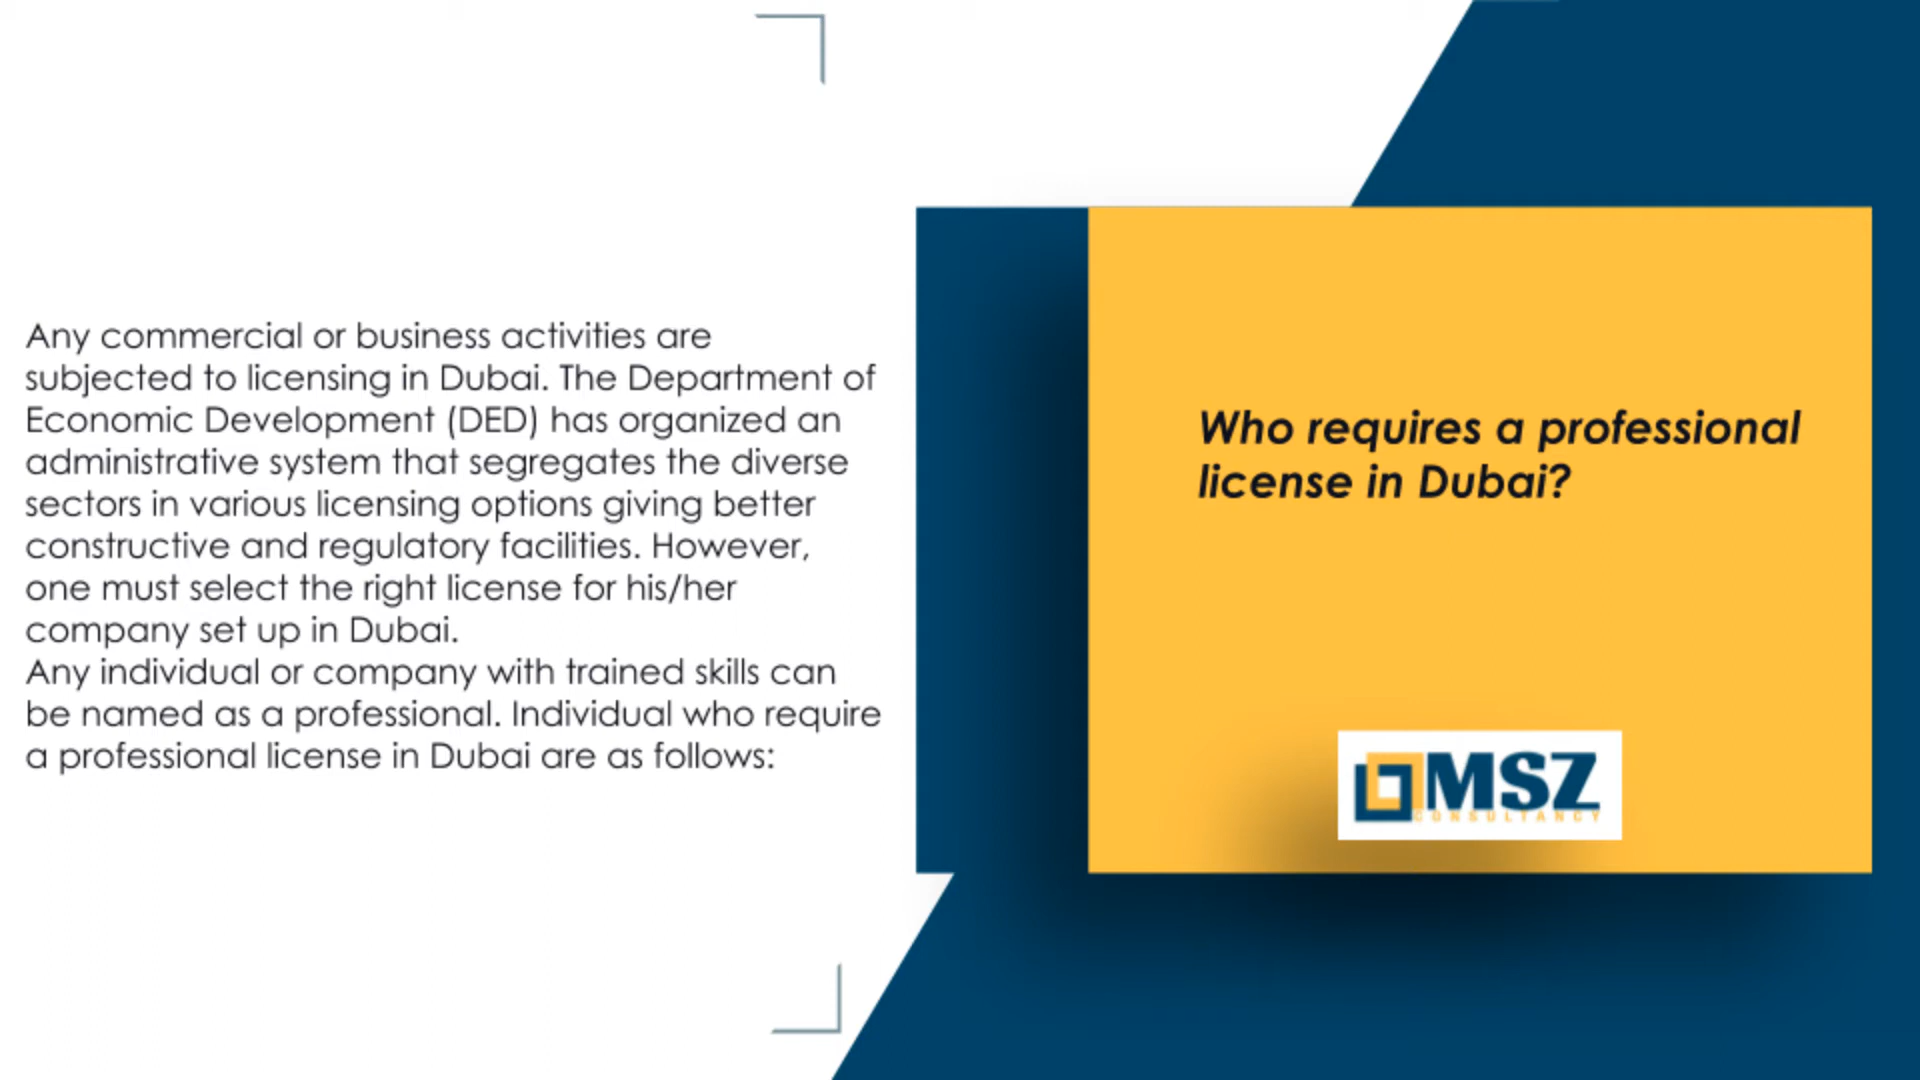 Any commercial or business activities are
subjected to licensing in Dubai. The Department of
Economic Development (DED) has organized an
administrative system that segregates the diverse
sectors in various licensing options giving better
constructive and regulatory facilities. However,
one must select the right license for his/her
company set up in Dubai.
Any individual or company with trained skills can
be named as a professional. Individual who require
a professional license in Dubai are as follows:
Who requires a professional
license in Dubai?
MSZ
CONSULTANCY